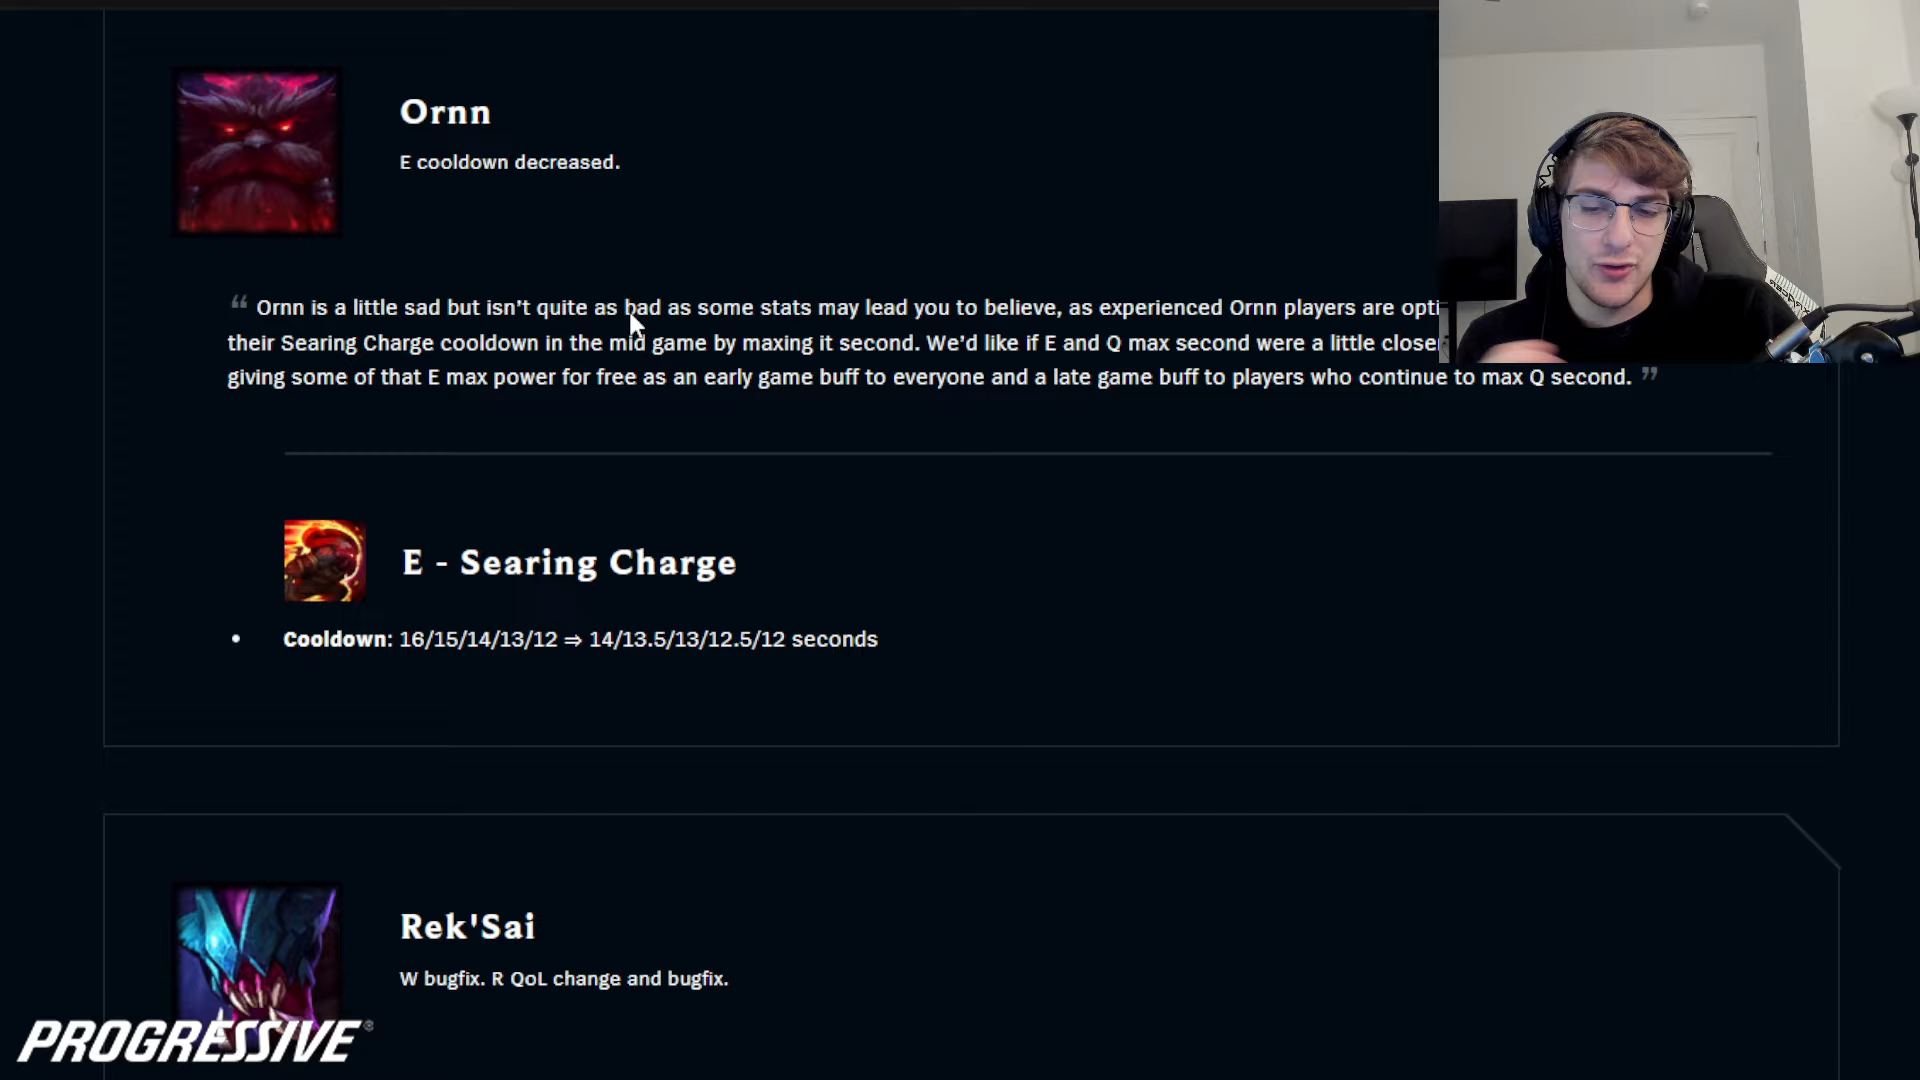 Ornn
E cooldown decreased.
“ Ornn is a little sad but isn’t quite as bad as some stats may lead you to believe, as experienced Ornn players are opti
their Searing Charge cooldown in the mid game by maxing it second. We’d like if E and Q max second were a little closer
giving some of that E max power for free as an early game buff to everyone and a late game buff to players who continue to max Q second. ”
E - Searing Charge
• Cooldown: 16/15/14/13/12 ⇒ 14/13.5/13/12.5/12 seconds
Rek'Sai
W bugfix. R QoL change and bugfix.
PROGRESSIVE®